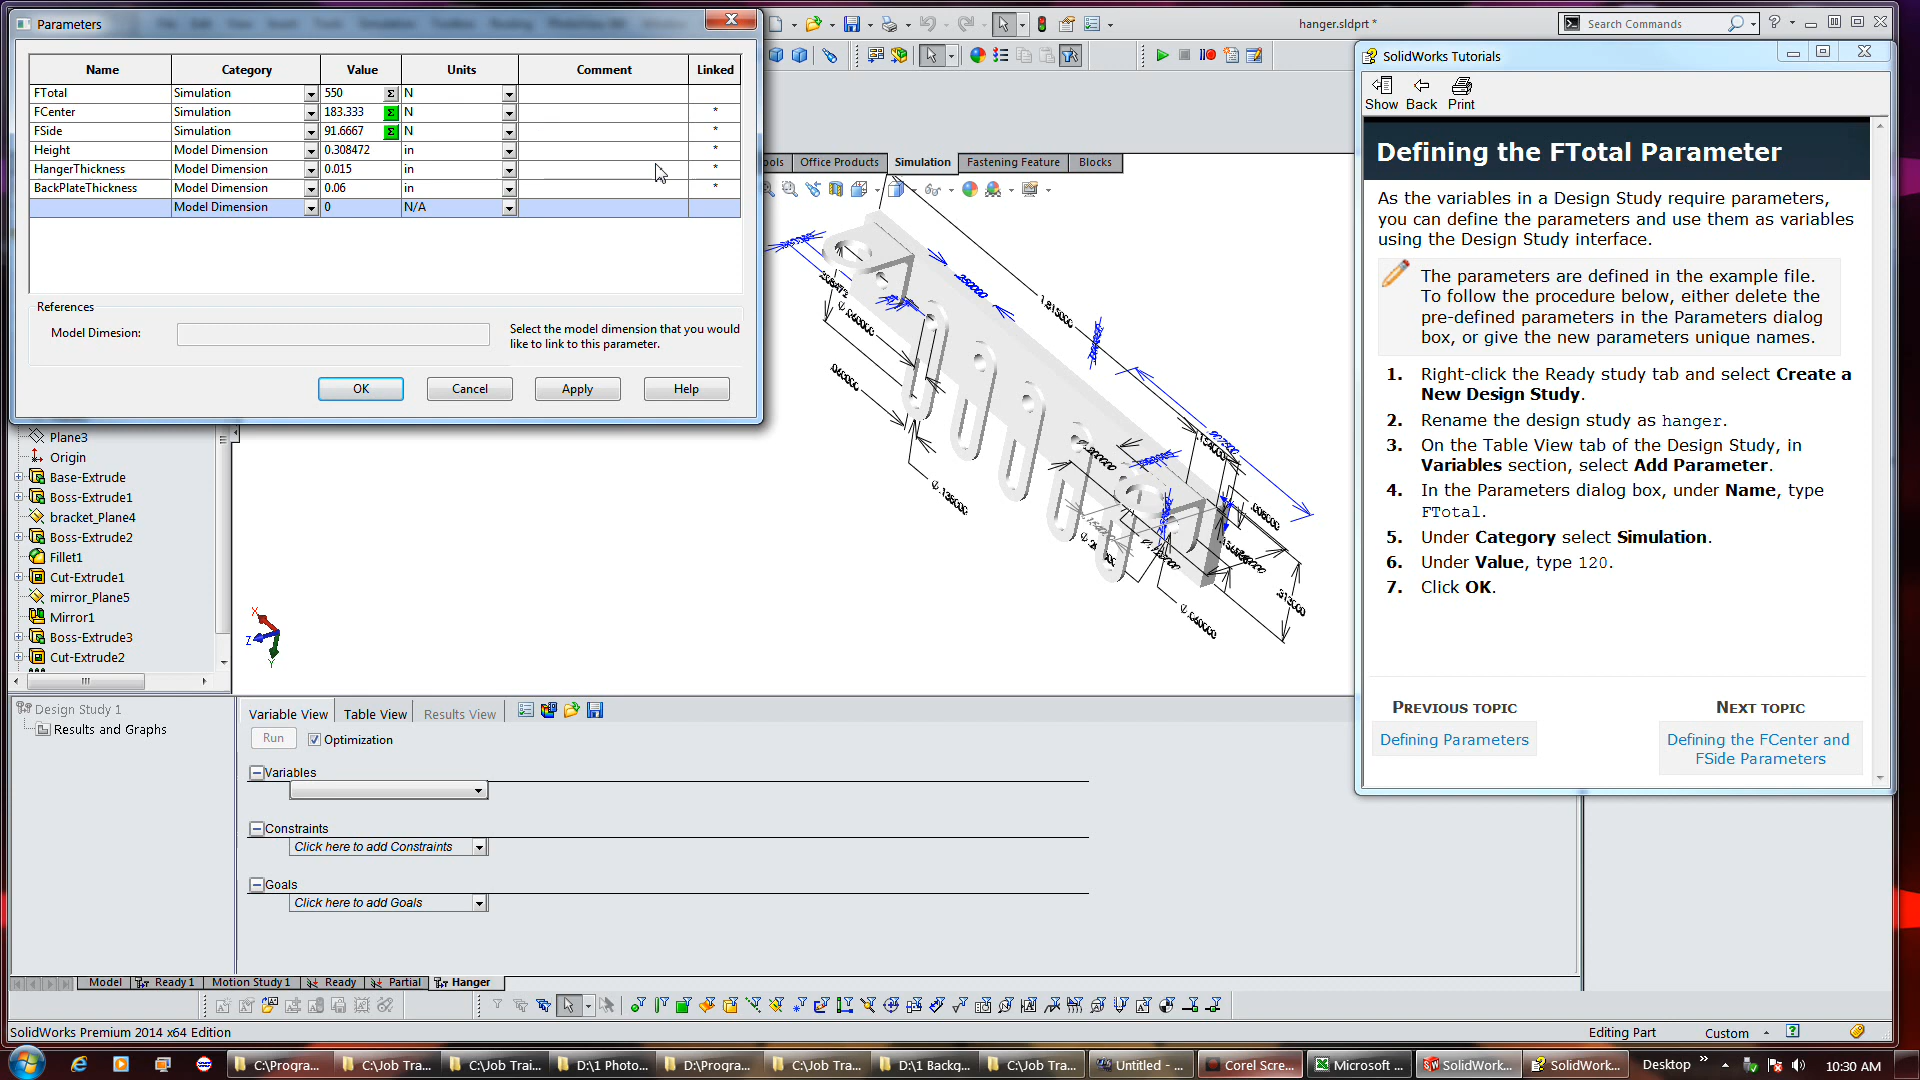 Parameters
Name Category Value Units Comment Linked
FTotal Simulation 550 Σ N
FCenter Simulation 183.333 Σ N *
FSide Simulation 91.6667 Σ N *
Height Model Dimension 0.308472 in *
HangerThickness Model Dimension 0.015 in *
BackPlateThickness Model Dimension 0.06 in *
Model Dimension 0 N/A
References
Model Dimesion:
Select the model dimension that you would
like to link to this parameter.
OK Cancel Apply Help
hanger.sldprt *
Search Commands
ools Office Products Simulation Fastening Feature Blocks
Plane3
Origin
Base-Extrude
Boss-Extrude1
bracket_Plane4
Boss-Extrude2
Fillet1
Cut-Extrude1
mirror_Plane5
Mirror1
Boss-Extrude3
Cut-Extrude2
1.815000
.060000
.313500
X
Z
Y
SolidWorks Tutorials
Show Back Print
Defining the FTotal Parameter
As the variables in a Design Study require parameters,
you can define the parameters and use them as variables
using the Design Study interface.
The parameters are defined in the example file.
To follow the procedure below, either delete the
pre-defined parameters in the Parameters dialog
box, or give the new parameters unique names.
1. Right-click the Ready study tab and select Create a
New Design Study.
2. Rename the design study as hanger.
3. On the Table View tab of the Design Study, in
Variables section, select Add Parameter.
4. In the Parameters dialog box, under Name, type
FTotal.
5. Under Category select Simulation.
6. Under Value, type 120.
7. Click OK.
PREVIOUS TOPIC
Defining Parameters
NEXT TOPIC
Defining the FCenter and
FSide Parameters
Design Study 1
Results and Graphs
Variable View Table View Results View
Run Optimization
Variables
Constraints
Click here to add Constraints
Goals
Click here to add Goals
Model Ready1 Motion Study1 Ready Partial Hanger
SolidWorks Premium 2014 x64 Edition
Editing Part Custom
C:\Progra... C:\Job Tra... C:\Job Trai... D:\1 Photo... D:\Progra... C:\Job Tra... D:\1 Backg... C:\Job Tra... Untitled - ... Corel Scre... Microsoft ... SolidWork... SolidWork... Desktop 10:30 AM